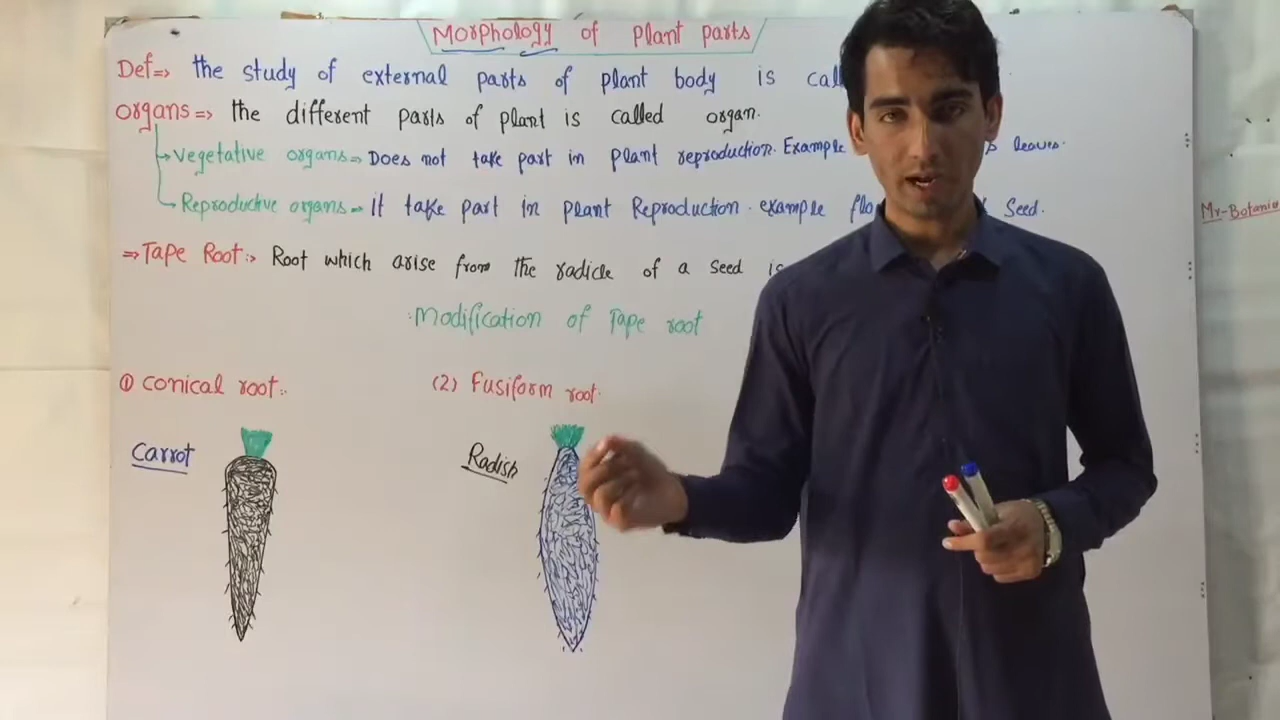 Morphology of plant parts
Def=> the study of external parts of plant body is
organs=> the different parts of plant is called organ.
Vegetative organs=> Does not take part in plant reproduction. Example leaves.
Reproductive organs=> it take part in plant Reproduction. example Seed.
Mr-Botanis
=> Tape Root:> Root which arise from the radicle of a seed is
Modification of Tape root
① Conical root:
(2) Fusiform root.
Carrot
Radish